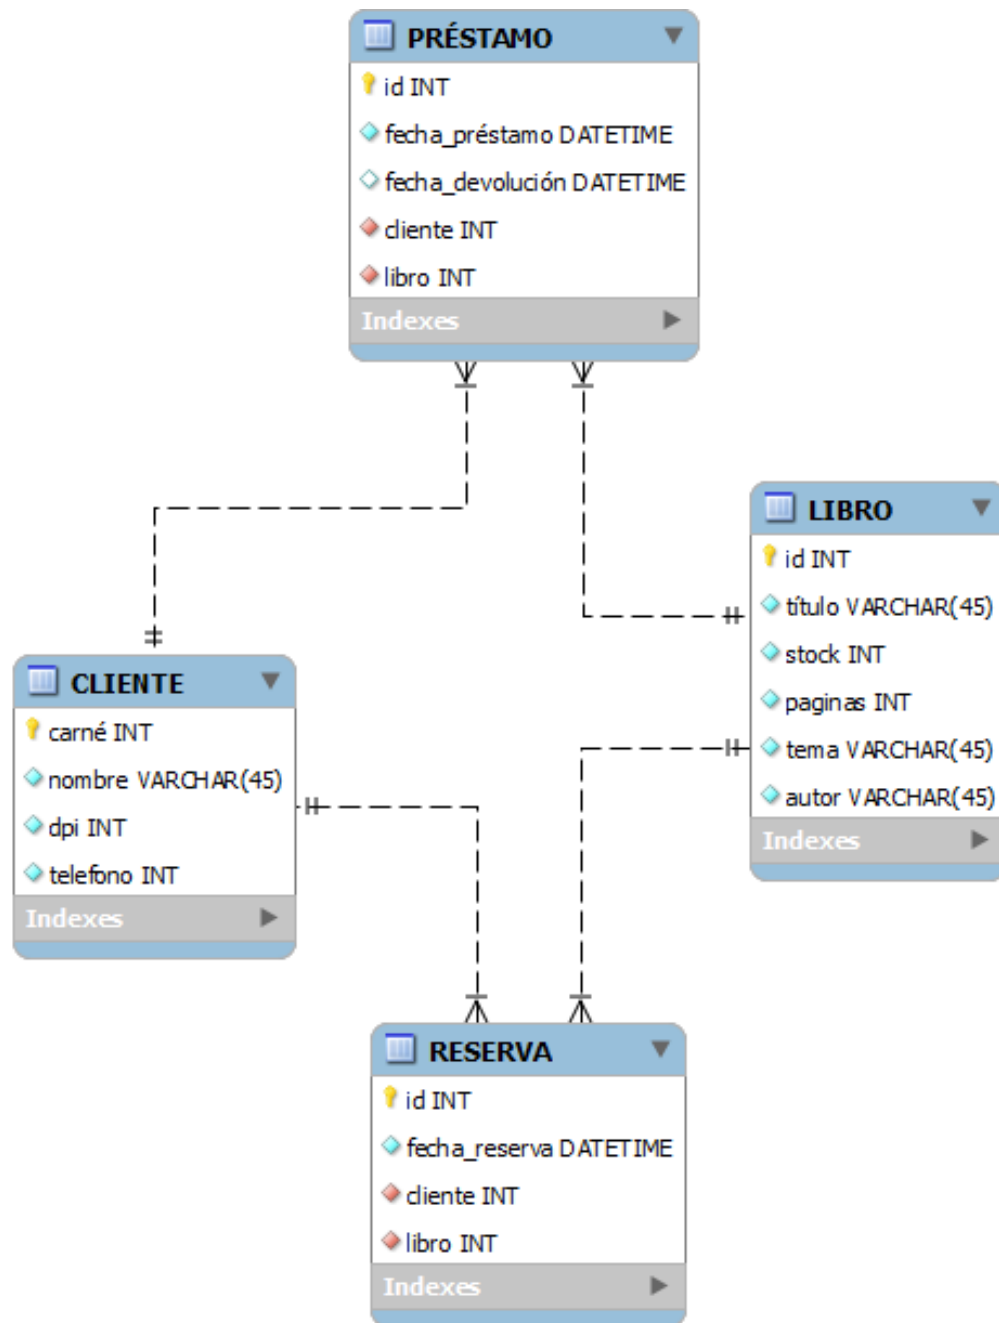 PRÉSTAMO
id INT
fecha_préstamo DATETIME
fecha_devolución DATETIME
cliente INT
libro INT
Indexes
LIBRO
id INT
título VARCHAR(45)
stock INT
paginas INT
tema VARCHAR(45)
autor VARCHAR(45)
Indexes
CLIENTE
carné INT
nombre VARCHAR(45)
dpi INT
telefono INT
Indexes
RESERVA
id INT
fecha_reserva DATETIME
cliente INT
libro INT
Indexes